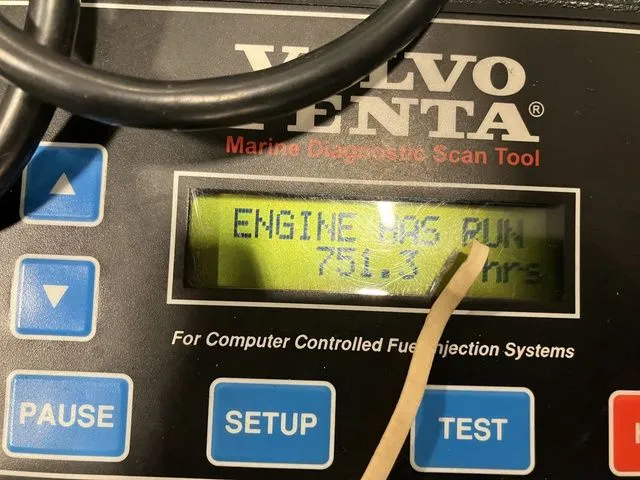 VOLVO
PENTA®
Marine Diagnostic Scan Tool
ENGINE HAS RUN
751.3 hrs
For Computer Controlled Fuel Injection Systems
PAUSE
SETUP
TEST